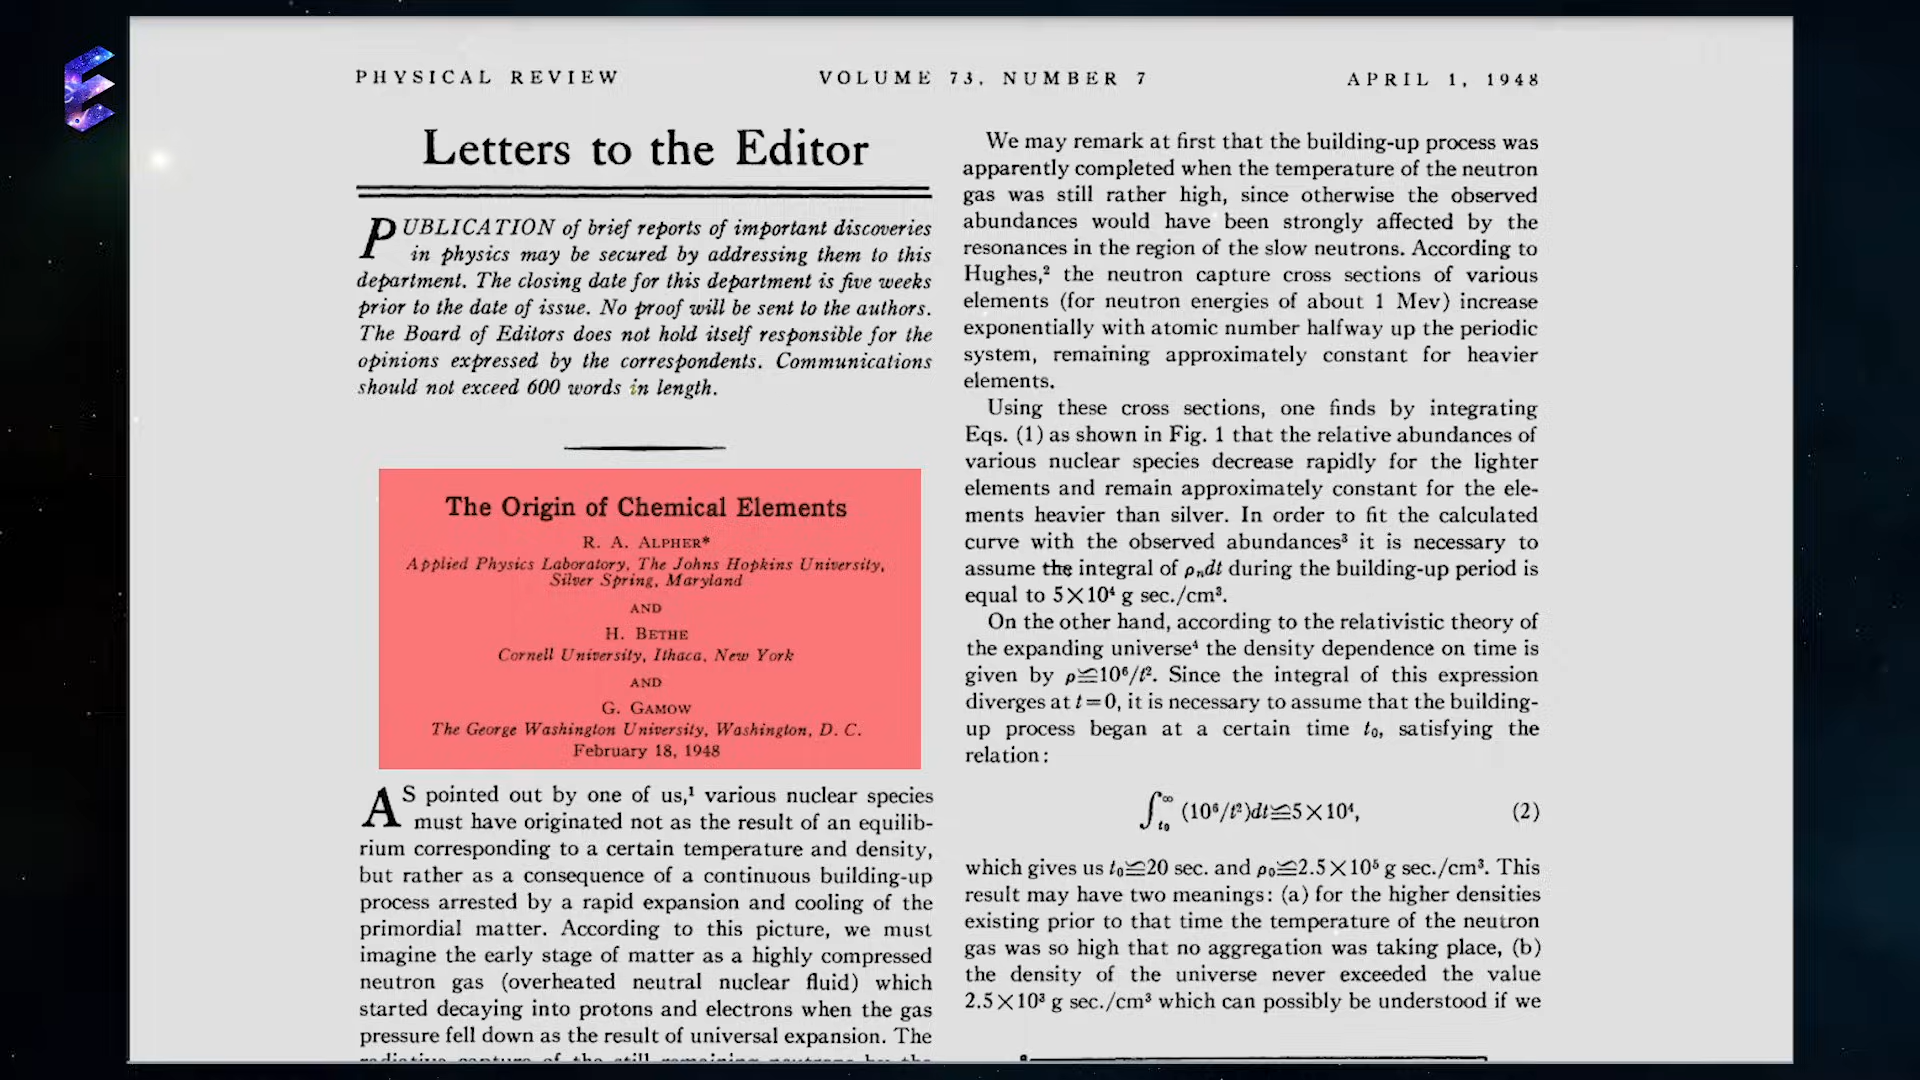 PHYSICAL REVIEW VOLUME 73, NUMBER 7 APRIL 1, 1948
Letters to the Editor
PUBLICATION of brief reports of important discoveries
in physics may be secured by addressing them to this
department. The closing date for this department is five weeks
prior to the date of issue. No proof will be sent to the authors.
The Board of Editors does not hold itself responsible for the
opinions expressed by the correspondents. Communications
should not exceed 600 words in length.
The Origin of Chemical Elements
R. A. ALPHER*
Applied Physics Laboratory, The Johns Hopkins University,
Silver Spring, Maryland
AND
H. BETHE
Cornell University, Ithaca, New York
AND
G. GAMOW
The George Washington University, Washington, D. C.
February 18, 1948
AS pointed out by one of us,¹ various nuclear species
must have originated not as the result of an equilib-
rium corresponding to a certain temperature and density,
but rather as a consequence of a continuous building-up
process arrested by a rapid expansion and cooling of the
primordial matter. According to this picture, we must
imagine the early stage of matter as a highly compressed
neutron gas (overheated neutral nuclear fluid) which
started decaying into protons and electrons when the gas
pressure fell down as the result of universal expansion. The
radiative capture of the still remaining neutrons by the
We may remark at first that the building-up process was
apparently completed when the temperature of the neutron
gas was still rather high, since otherwise the observed
abundances would have been strongly affected by the
resonances in the region of the slow neutrons. According to
Hughes,² the neutron capture cross sections of various
elements (for neutron energies of about 1 Mev) increase
exponentially with atomic number halfway up the periodic
system, remaining approximately constant for heavier
elements.
Using these cross sections, one finds by integrating
Eqs. (1) as shown in Fig. 1 that the relative abundances of
various nuclear species decrease rapidly for the lighter
elements and remain approximately constant for the ele-
ments heavier than silver. In order to fit the calculated
curve with the observed abundances³ it is necessary to
assume the integral of ρₙdt during the building-up period is
equal to 5×10⁴ g sec./cm³.
On the other hand, according to the relativistic theory of
the expanding universe⁴ the density dependence on time is
given by ρ≌10⁶/t². Since the integral of this expression
diverges at t=0, it is necessary to assume that the building-
up process began at a certain time t₀, satisfying the
relation:
∫t₀^∞ (10⁶/t²)dt≌5×10⁴, (2)
which gives us t₀≌20 sec. and ρ₀≌2.5×10⁵ g sec./cm³. This
result may have two meanings: (a) for the higher densities
existing prior to that time the temperature of the neutron
gas was so high that no aggregation was taking place, (b)
the density of the universe never exceeded the value
2.5×10³ g sec./cm³ which can possibly be understood if we